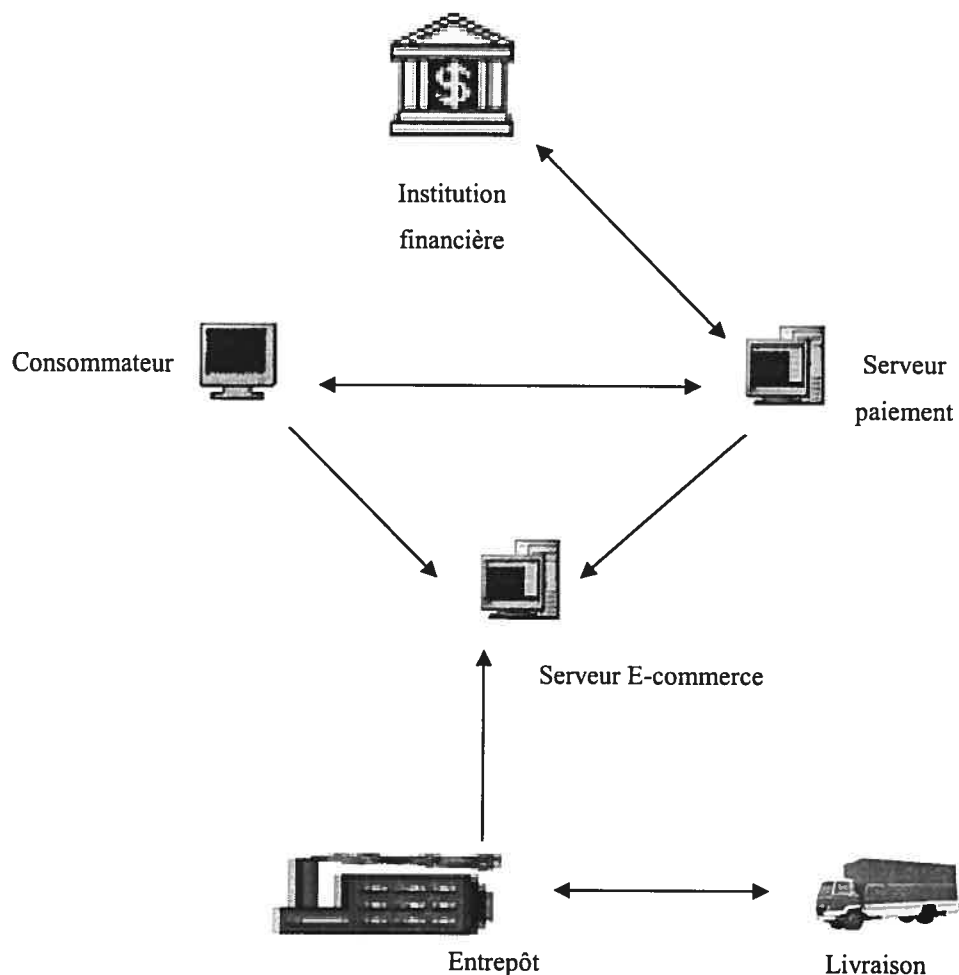 $
Institution
financière
Consommateur
Serveur
paiement
Serveur E-commerce
Entrepôt
Livraison